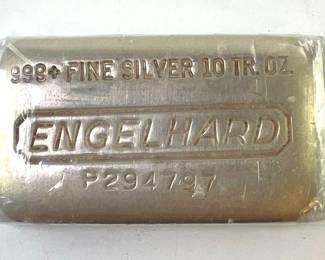 999+ FINE SILVER 10 TR. OZ.
ENGELHARD
P294797